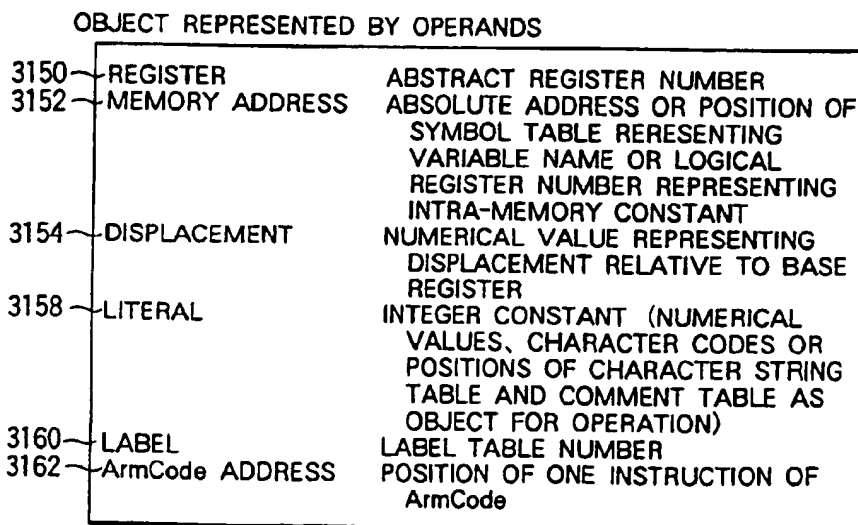 OBJECT REPRESENTED BY OPERANDS
3150 REGISTER ABSTRACT REGISTER NUMBER
3152 MEMORY ADDRESS ABSOLUTE ADDRESS OR POSITION OF
SYMBOL TABLE RERESENTING
VARIABLE NAME OR LOGICAL
REGISTER NUMBER REPRESENTING
INTRA-MEMORY CONSTANT
3154 DISPLACEMENT NUMERICAL VALUE REPRESENTING
DISPLACEMENT RELATIVE TO BASE
REGISTER
3158 LITERAL INTEGER CONSTANT (NUMERICAL
VALUES、CHARACTER CODES OR
POSITIONS OF CHARACTER STRING
TABLE AND COMMENT TABLE AS
OBJECT FOR OPERATION)
3160 LABEL LABEL TABLE NUMBER
3162 ArmCode ADDRESS POSITION OF ONE INSTRUCTION OF
ArmCode